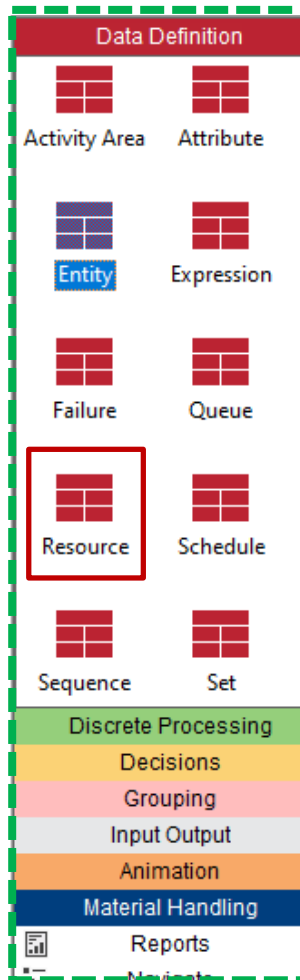 Data Definition
Activity Area Attribute
Entity Expression
Failure Queue
Resource Schedule
Sequence Set
Discrete Processing
Decisions
Grouping
Input Output
Animation
Material Handling
Reports
Navigate